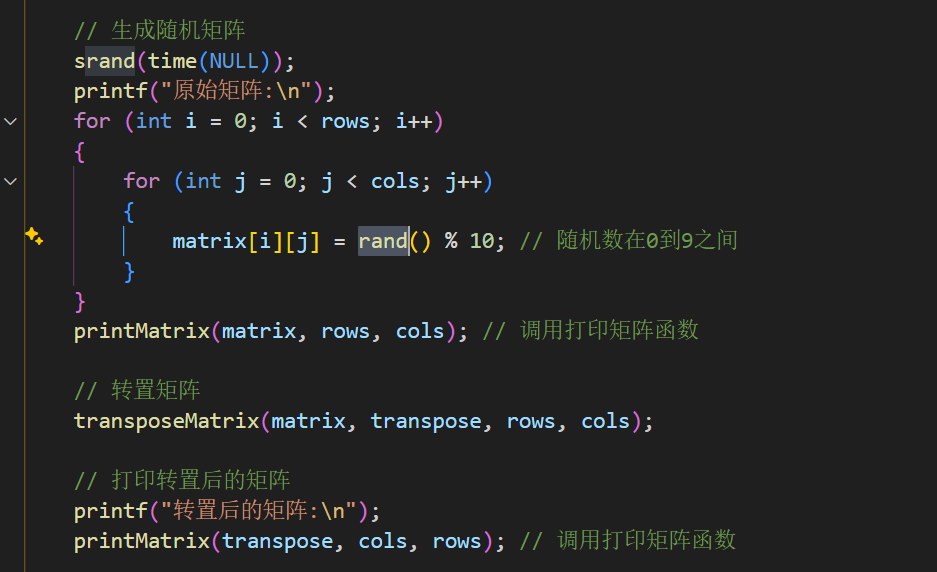 // 生成随机矩阵
srand(time(NULL));
printf("原始矩阵:\n");
for (int i = 0; i < rows; i++)
{
for (int j = 0; j < cols; j++)
{
matrix[i][j] = rand() % 10; // 随机数在0到9之间
}
}
printMatrix(matrix, rows, cols); // 调用打印矩阵函数
// 转置矩阵
transposeMatrix(matrix, transpose, rows, cols);
// 打印转置后的矩阵
printf("转置后的矩阵:\n");
printMatrix(transpose, cols, rows); // 调用打印矩阵函数